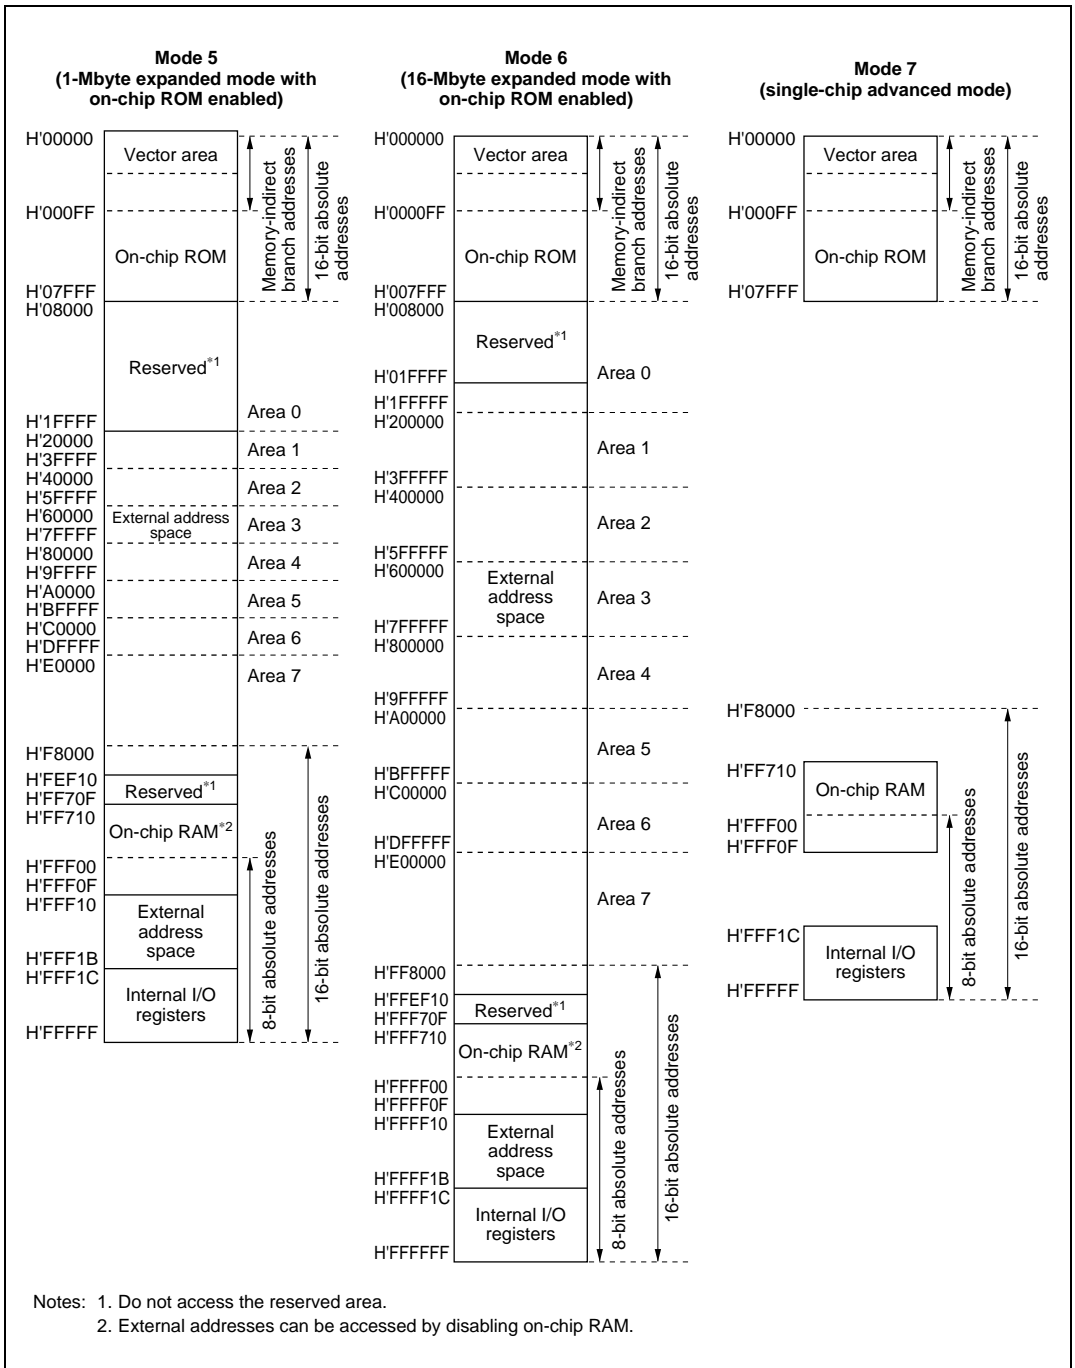 Mode 5
(1-Mbyte expanded mode with
on-chip ROM enabled)
H'00000
Vector area
H'000FF
On-chip ROM
H'07FFF
H'08000
Reserved*1
H'1FFFF
H'20000
H'3FFFF
H'40000
H'5FFFF
H'60000
H'7FFFF
H'80000
H'9FFFF
H'A0000
H'BFFFF
H'C0000
H'DFFFF
H'E0000
External address
space
Area 0
Area 1
Area 2
Area 3
Area 4
Area 5
Area 6
Area 7
H'F8000
H'FEF10
Reserved*1
H'FF70F
H'FF710
On-chip RAM*2
H'FFF00
H'FFF0F
H'FFF10
External
address
space
H'FFF1B
H'FFF1C
Internal I/O
registers
H'FFFFF
Memory-indirect
branch addresses
16-bit absolute
addresses
8-bit absolute addresses
16-bit absolute addresses
Mode 6
(16-Mbyte expanded mode with
on-chip ROM enabled)
H'000000
Vector area
H'0000FF
On-chip ROM
H'007FFF
H'008000
Reserved*1
H'01FFFF
H'1FFFFF
H'200000
H'3FFFFF
H'400000
H'5FFFFF
H'600000
External
address
space
H'7FFFFF
H'800000
H'9FFFFF
H'A00000
H'BFFFFF
H'C00000
H'DFFFFF
H'E00000
Area 0
Area 1
Area 2
Area 3
Area 4
Area 5
Area 6
Area 7
H'FF8000
H'FFEF10
Reserved*1
H'FFF70F
H'FFF710
On-chip RAM*2
H'FFFF00
H'FFFF0F
H'FFFF10
External
address
space
H'FFFF1B
H'FFFF1C
Internal I/O
registers
H'FFFFFF
Memory-indirect
branch addresses
16-bit absolute
addresses
8-bit absolute addresses
16-bit absolute addresses
Mode 7
(single-chip advanced mode)
H'00000
Vector area
H'000FF
On-chip ROM
H'07FFF
Memory-indirect
branch addresses
16-bit absolute
addresses
H'F8000
H'FF710
On-chip RAM
H'FFF00
H'FFF0F
H'FFF1C
Internal I/O
registers
H'FFFFF
8-bit absolute addresses
16-bit absolute addresses
Notes: 1. Do not access the reserved area.
2. External addresses can be accessed by disabling on-chip RAM.